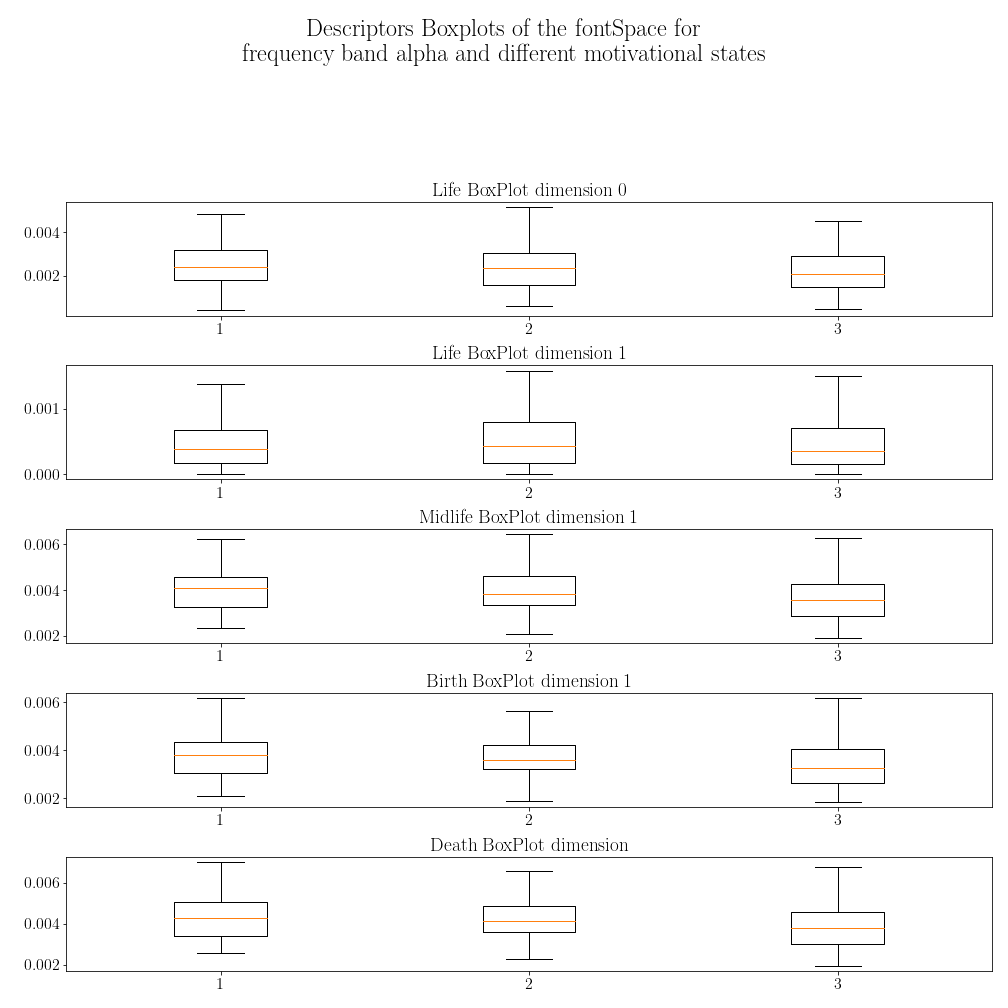 Descriptors Boxplots of the fontSpace for
frequency band alpha and different motivational states
Life BoxPlot dimension 0
0.004
0.002
1 2 3
Life BoxPlot dimension 1
0.001
0.000
1 2 3
Midlife BoxPlot dimension 1
0.006
0.004
0.002
1 2 3
Birth BoxPlot dimension 1
0.006
0.004
0.002
1 2 3
Death BoxPlot dimension
0.006
0.004
0.002
1 2 3